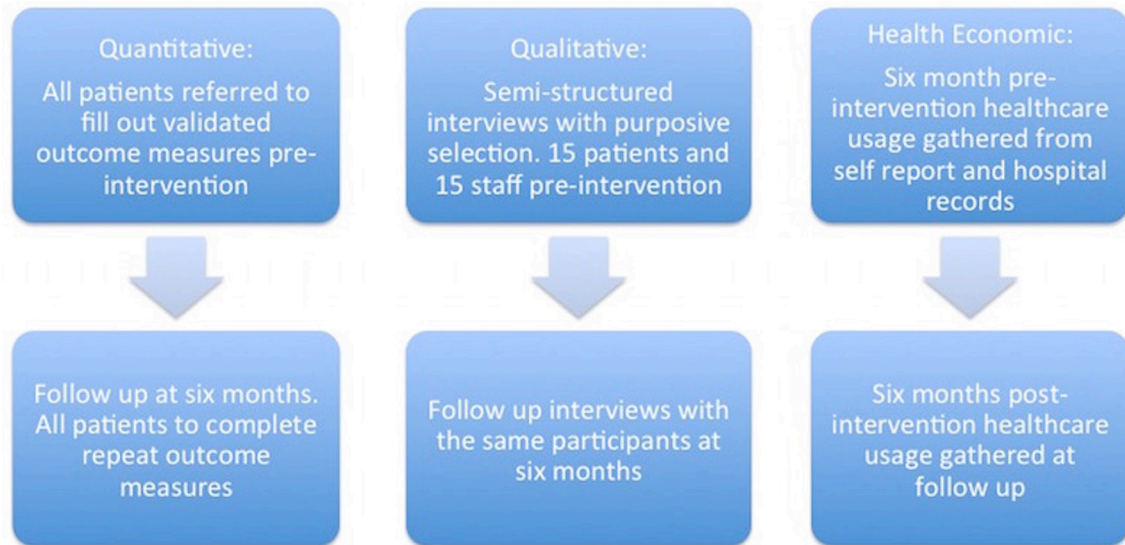 Quantitative:
All patients referred to
fill out validated
outcome measures pre-
intervention
Qualitative:
Semi-structured
interviews with purposive
selection. 15 patients and
15 staff pre-intervention
Health Economic:
Six month pre-
intervention healthcare
usage gathered from
self report and hospital
records
Follow up at six months.
All patients to complete
repeat outcome
measures
Follow up interviews with
the same participants at
six months
Six months post-
intervention healthcare
usage gathered at
follow up